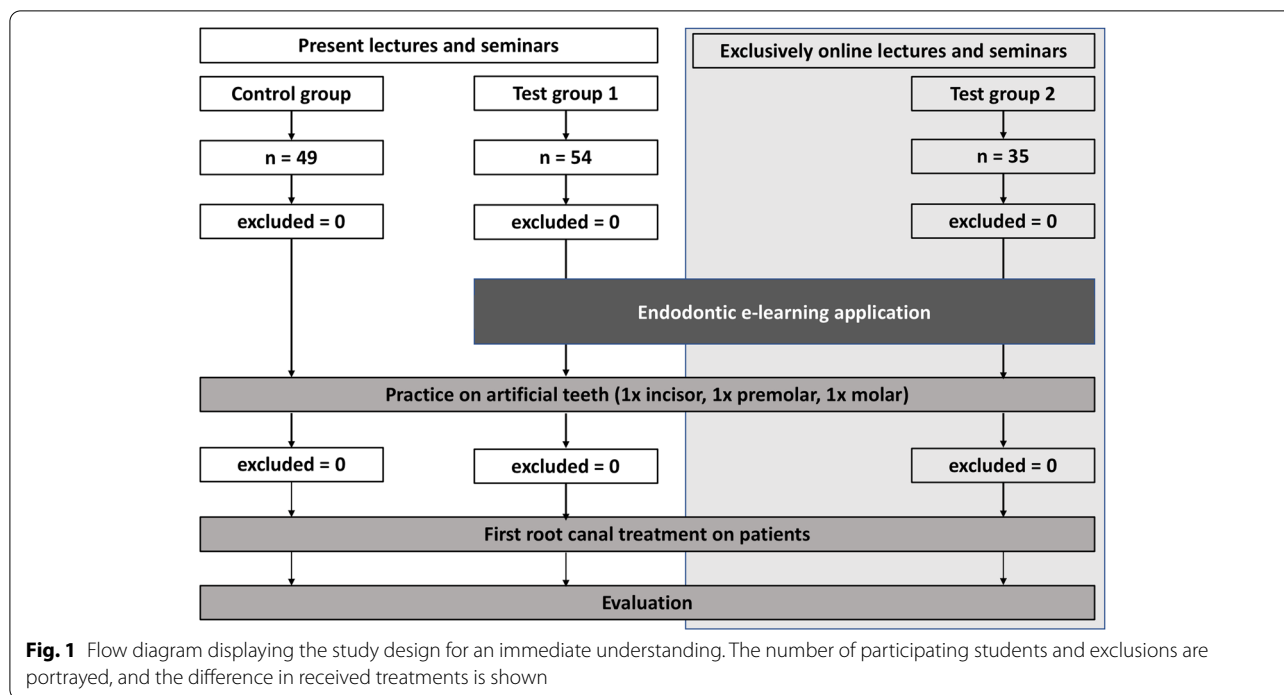 Present lectures and seminars
Exclusively online lectures and seminars
Control group
Test group 1
Test group 2
n = 49
n = 54
n = 35
excluded = 0
excluded = 0
excluded = 0
Endodontic e-learning application
Practice on artificial teeth (1x incisor, 1x premolar, 1x molar)
excluded = 0
excluded = 0
excluded = 0
First root canal treatment on patients
Evaluation
Fig. 1 Flow diagram displaying the study design for an immediate understanding. The number of participating students and exclusions are
portrayed, and the difference in received treatments is shown